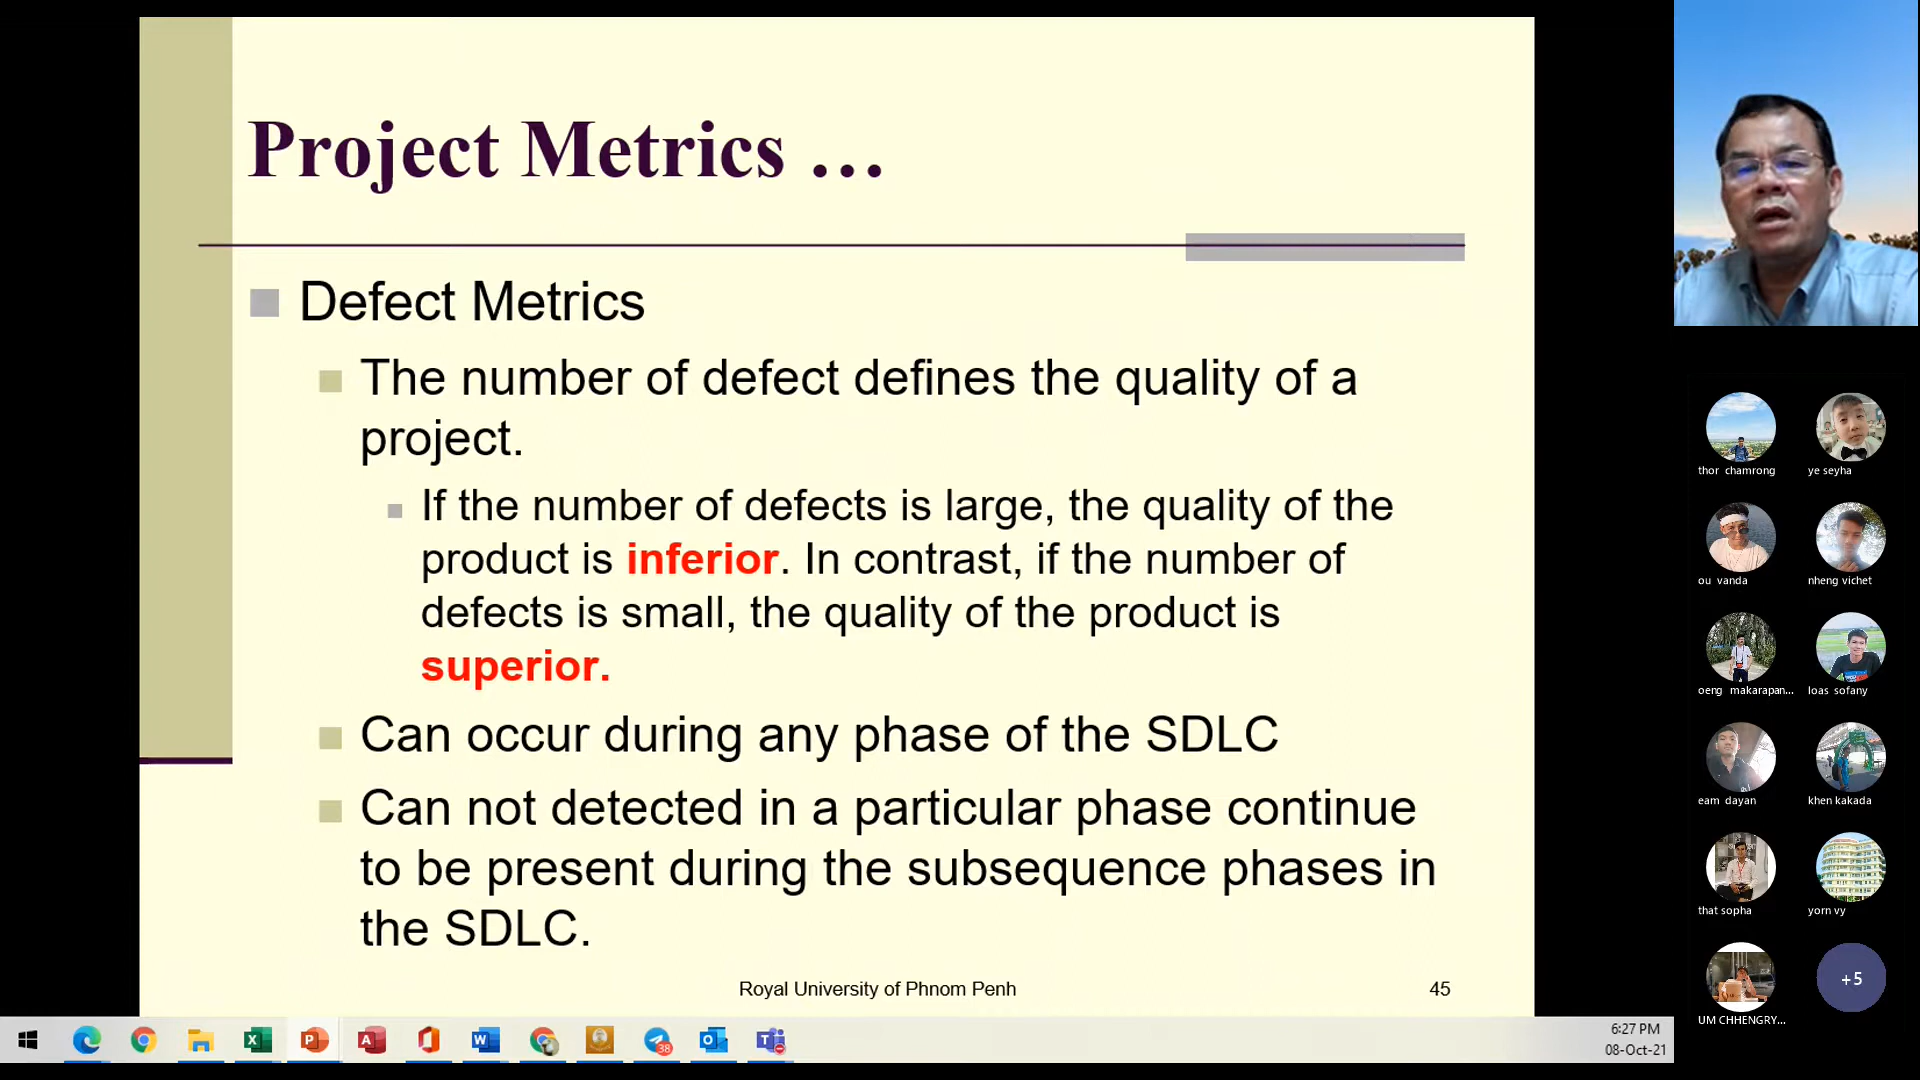 Project Metrics ...
Defect Metrics
The number of defect defines the quality of a
project.
If the number of defects is large, the quality of the
product is inferior. In contrast, if the number of
defects is small, the quality of the product is
superior.
Can occur during any phase of the SDLC
Can not detected in a particular phase continue
to be present during the subsequence phases in
the SDLC.
Royal University of Phnom Penh
45
thor chamrong
ye seyha
ou vanda
nheng vichet
oeng makarapan...
loas sofany
eam dayan
khen kakada
that sopha
yorn vy
UM CHHENGRY...
+5
38
6:27 PM
08-Oct-21